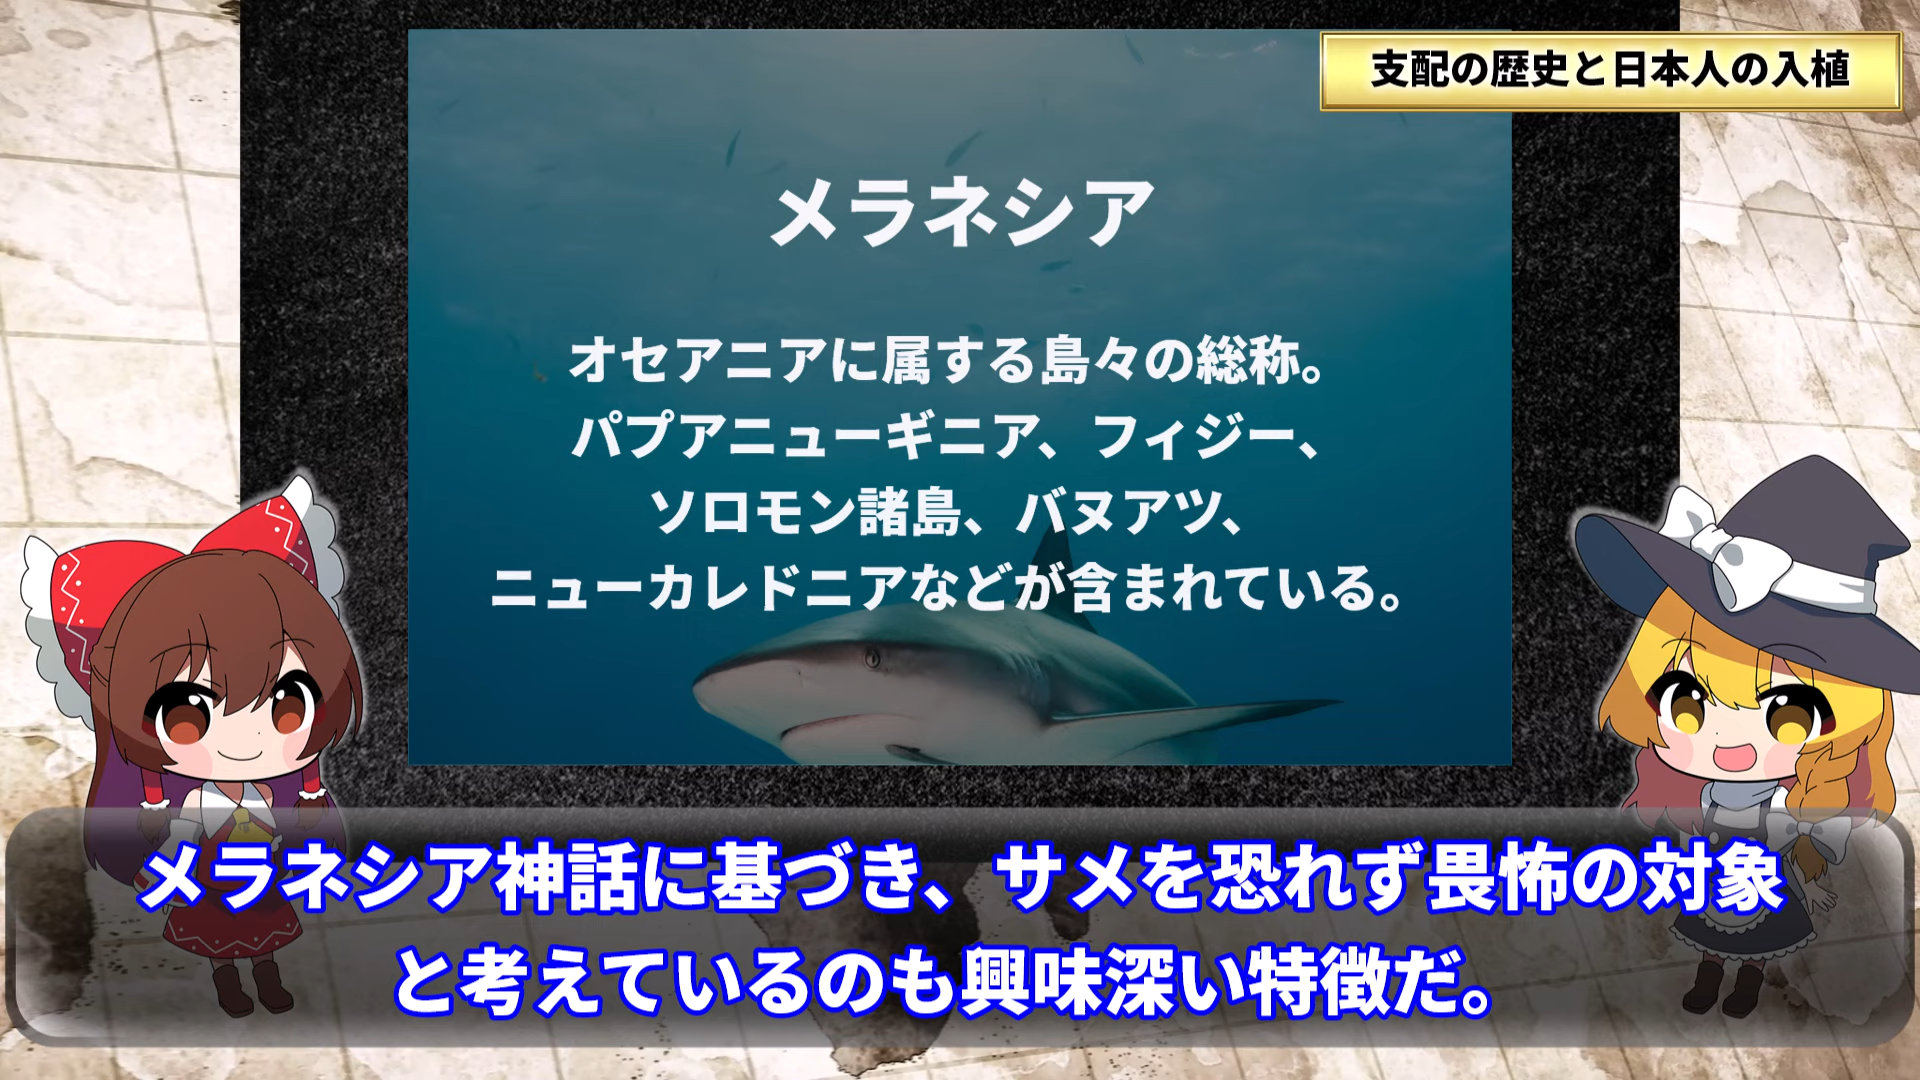 支配の歴史と日本人の入植
メラネシア
オセアニアに属する島々の総称。
パプアニューギニア、フィジー、
ソロモン諸島、バヌアツ、
ニューカレドニアなどが含まれている。
メラネシア神話に基づき、サメを恐れず畏怖の対象
と考えているのも興味深い特徴だ。